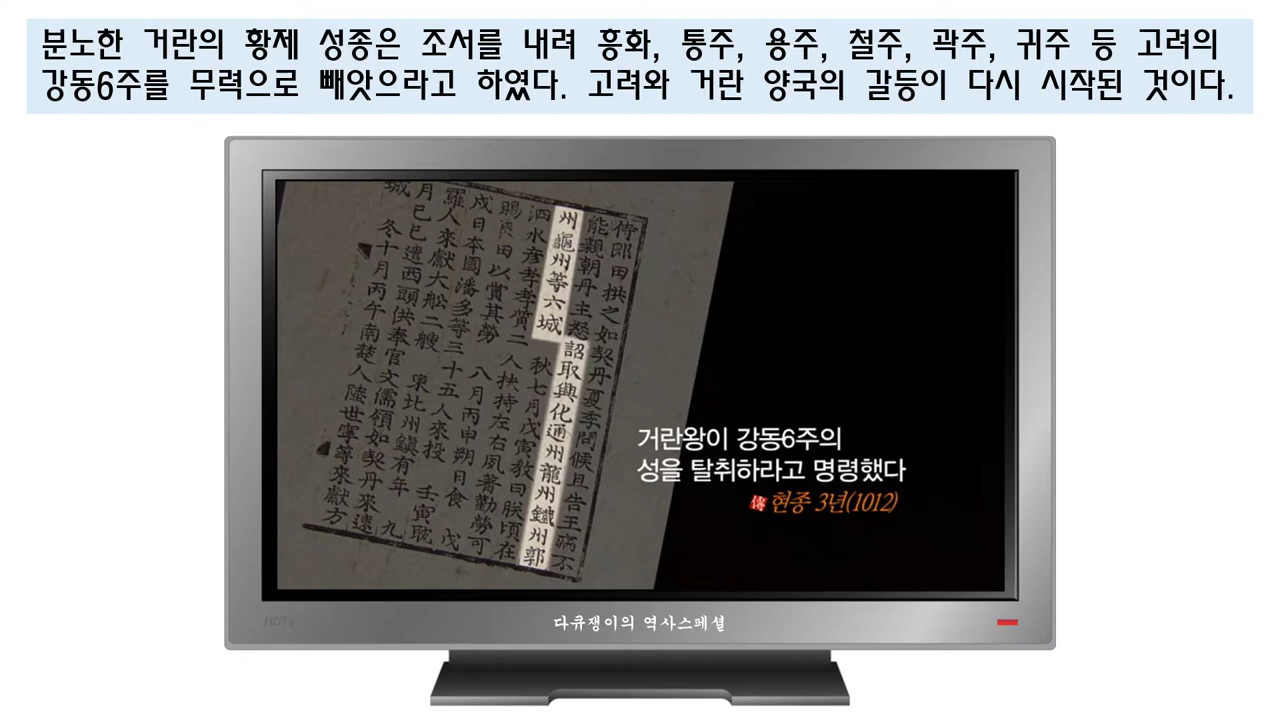 분노한 거란의 황제 성종은 조서를 내려 흥화, 통주, 용주, 철주, 곽주, 귀주 등 고려의
강동6주를 무력으로 빼앗으라고 하였다. 고려와 거란 양국의 갈등이 다시 시작된 것이다.
侍郎田拱之如契丹夏季問候且告王病不
能親朝丹主怒詔取興化通州龍州鐵州郭
州龜州等六城 秋七月戊寅敎曰朕頃在
泗水彦孝孝質二人扶持左右夙著勤勞可
賜田以賞其勞 八月丙申朔日食 戊
戌日本國潘多等三十五人來投 壬寅耽
羅人來獻大船二艘 東北州鎭有年 九
月己巳遣西頭供奉官文儒領如契丹來遠
城
冬十月丙午南楚人陸世寧等來獻方
거란왕이 강동6주의
성을 탈취하라고 명령했다
傳 현종 3년(1012)
HDTV
다큐쟁이의 역사스페셜